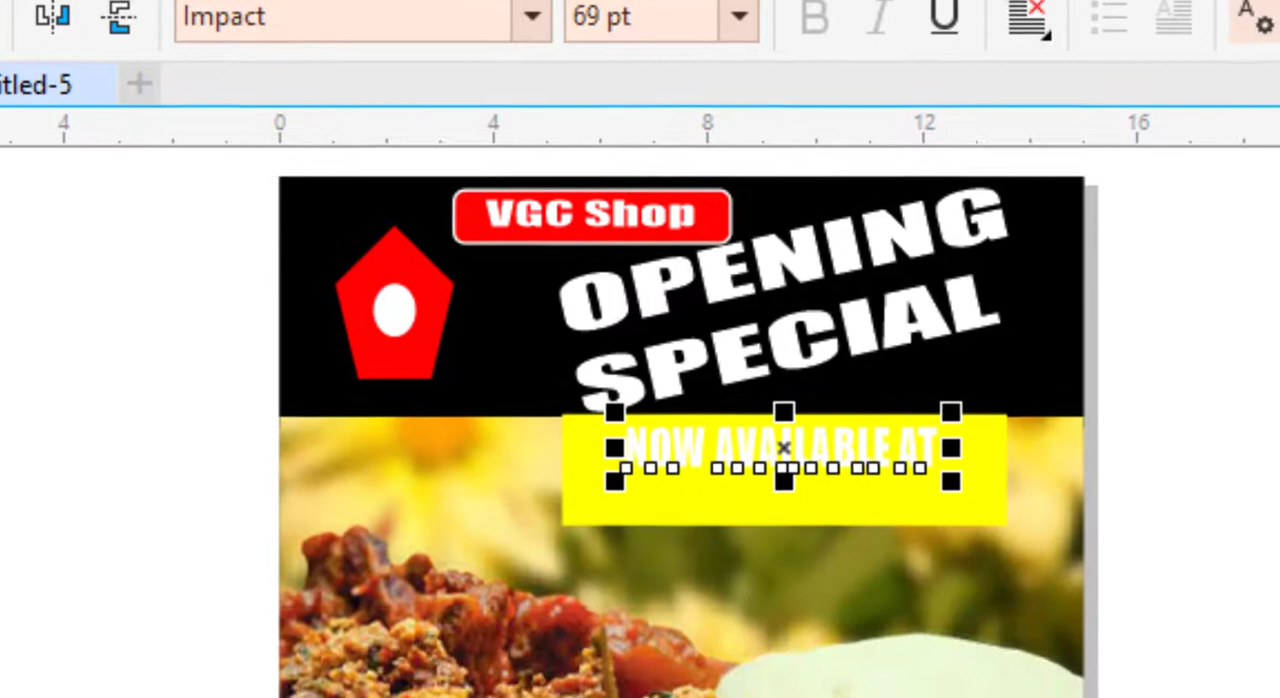 Impact
69 pt
B I U
A
itled-5
4 0 4 8 12 16
VGC Shop
OPENING
SPECIAL
NOW AVAILABLE AT